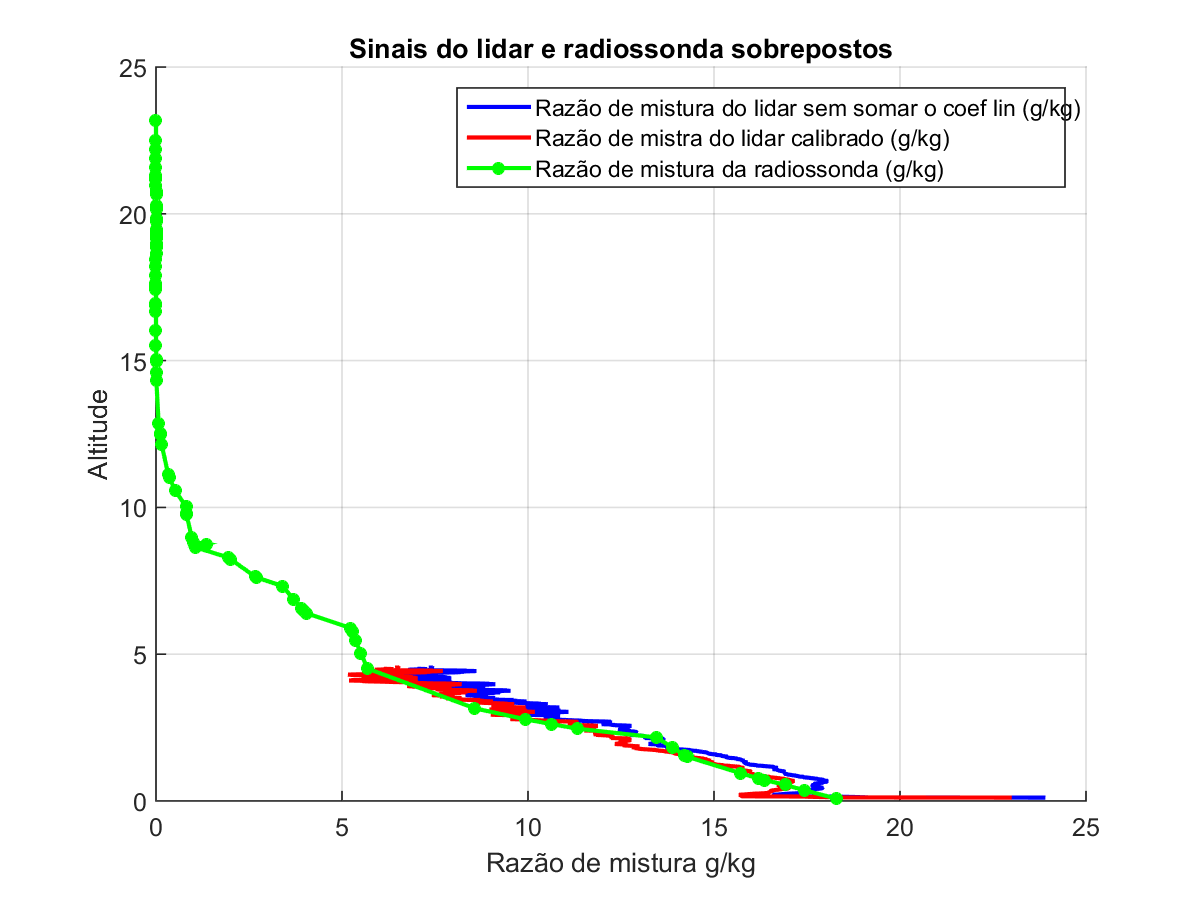 Sinais do lidar e radiossonda sobrepostos
25
Razão de mistura do lidar sem somar o coef lin (g/kg)
Razão de mistra do lidar calibrado (g/kg)
Razão de mistura da radiossonda (g/kg)
20
15
Altitude
10
5
0
0 5 10 15 20 25
Razão de mistura g/kg